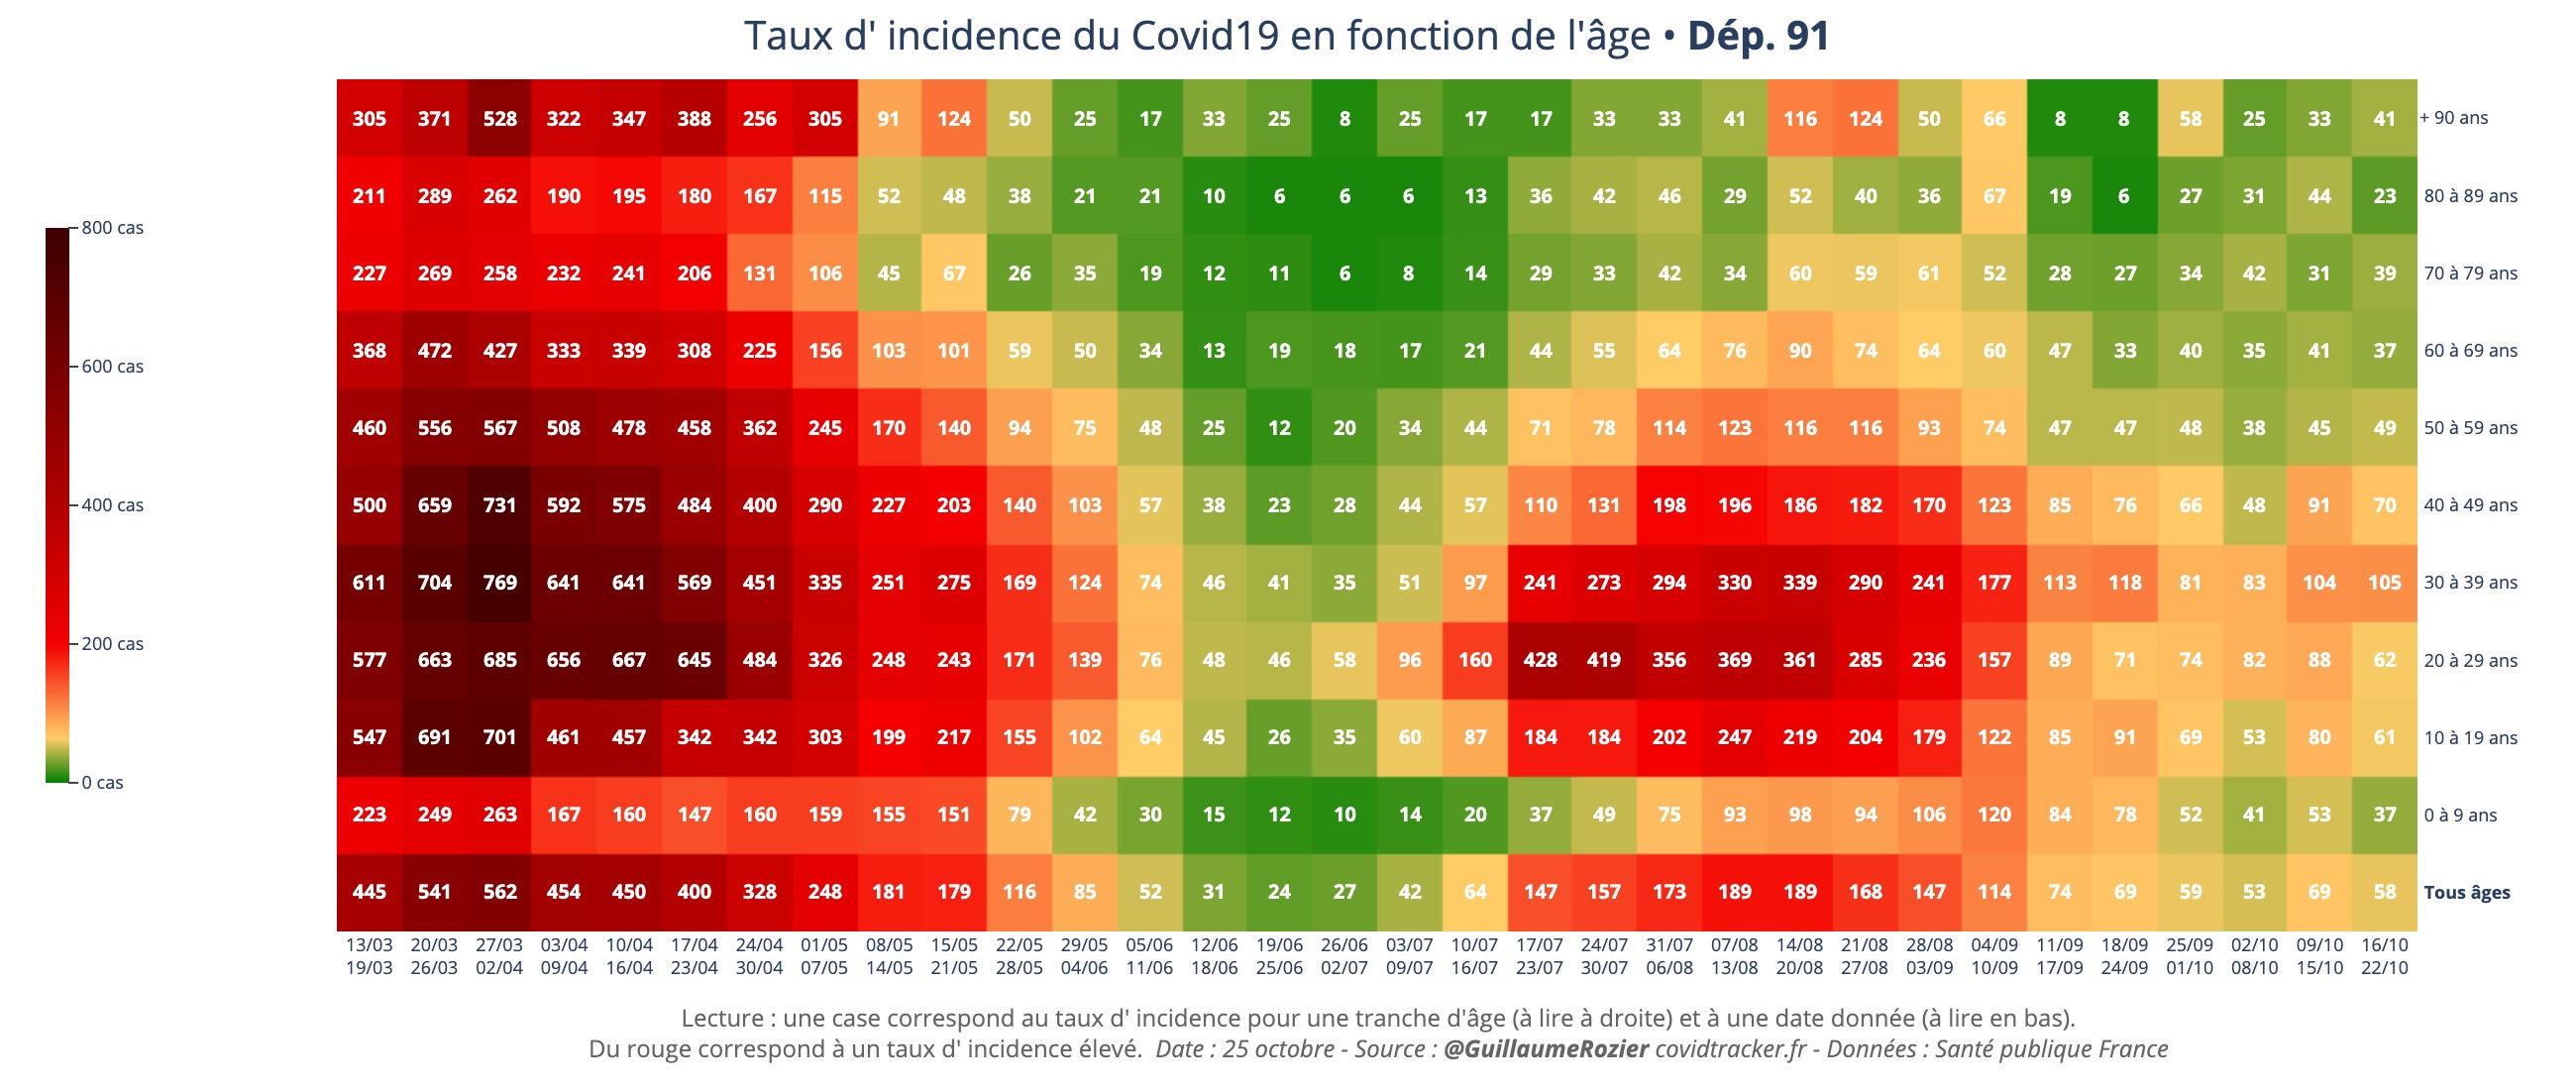 Taux d' incidence du Covid19 en fonction de l'âge • Dép. 91
800 cas
600 cas
400 cas
200 cas
0 cas
305 371 528 322 347 388 256 305 91 124 50 25 17 33 25 8 25 17 17 33 33 41 116 124 50 66 8 8 58 25 33 41 + 90 ans
211 289 262 190 195 180 167 115 52 48 38 21 21 10 6 6 6 13 36 42 46 29 52 40 36 67 19 6 27 31 44 23 80 à 89 ans
227 269 258 232 241 206 131 106 45 67 26 35 19 12 11 6 8 14 29 33 42 34 60 59 61 52 28 27 34 42 31 39 70 à 79 ans
368 472 427 333 339 308 225 156 103 101 59 50 34 13 19 18 17 21 44 55 64 76 90 74 64 60 47 33 40 35 41 37 60 à 69 ans
460 556 567 508 478 458 362 245 170 140 94 75 48 25 12 20 34 44 71 78 114 123 116 116 93 74 47 47 48 38 45 49 50 à 59 ans
500 659 731 592 575 484 400 290 227 203 140 103 57 38 23 28 44 57 110 131 198 196 186 182 170 123 85 76 66 48 91 70 40 à 49 ans
611 704 769 641 641 569 451 335 251 275 169 124 74 46 41 35 51 97 241 273 294 330 339 290 241 177 113 118 81 83 104 105 30 à 39 ans
577 663 685 656 667 645 484 326 248 243 171 139 76 48 46 58 96 160 428 419 356 369 361 285 236 157 89 71 74 82 88 62 20 à 29 ans
547 691 701 461 457 342 342 303 199 217 155 102 64 45 26 35 60 87 184 184 202 247 219 204 179 122 85 91 69 53 80 61 10 à 19 ans
223 249 263 167 160 147 160 159 155 151 79 42 30 15 12 10 14 20 37 49 75 93 98 94 106 120 84 78 52 41 53 37 0 à 9 ans
445 541 562 454 450 400 328 248 181 179 116 85 52 31 24 27 42 64 147 157 173 189 189 168 147 114 74 69 59 53 69 58 Tous âges
13/03 20/03 27/03 03/04 10/04 17/04 24/04 01/05 08/05 15/05 22/05 29/05 05/06 12/06 19/06 26/06 03/07 10/07 17/07 24/07 31/07 07/08 14/08 21/08 28/08 04/09 11/09 18/09 25/09 02/10 09/10 16/10
19/03 26/03 02/04 09/04 16/04 23/04 30/04 07/05 14/05 21/05 28/05 04/06 11/06 18/06 25/06 02/07 09/07 16/07 23/07 30/07 06/08 13/08 20/08 27/08 03/09 10/09 17/09 24/09 01/10 08/10 15/10 22/10
Lecture : une case correspond au taux d' incidence pour une tranche d'âge (à lire à droite) et à une date donnée (à lire en bas).
Du rouge correspond à un taux d' incidence élevé. Date : 25 octobre - Source : @GuillaumeRozier covidtracker.fr - Données : Santé publique France